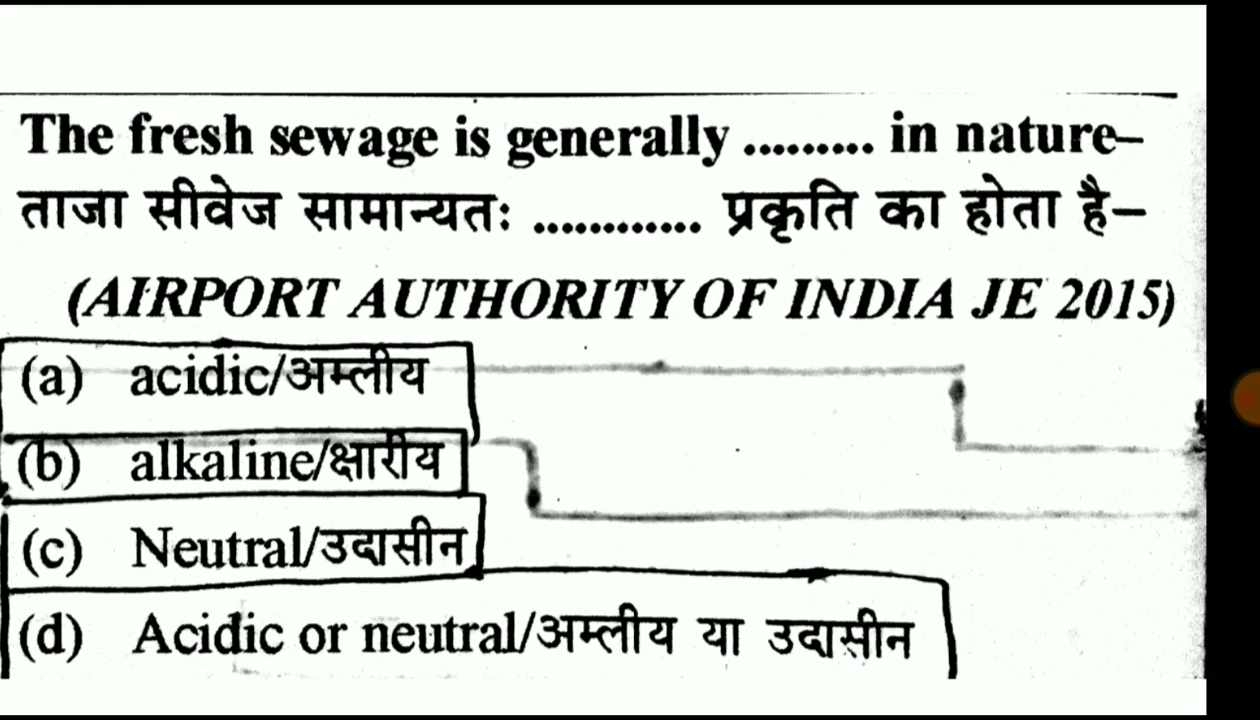 The fresh sewage is generally ......... in nature–
ताजा सीवेज सामान्यतः ............ प्रकृति का होता है–
(AIRPORT AUTHORITY OF INDIA JE 2015)
(a) acidic/अम्लीय
(b) alkaline/क्षारीय
(c) Neutral/उदासीन
(d) Acidic or neutral/अम्लीय या उदासीन